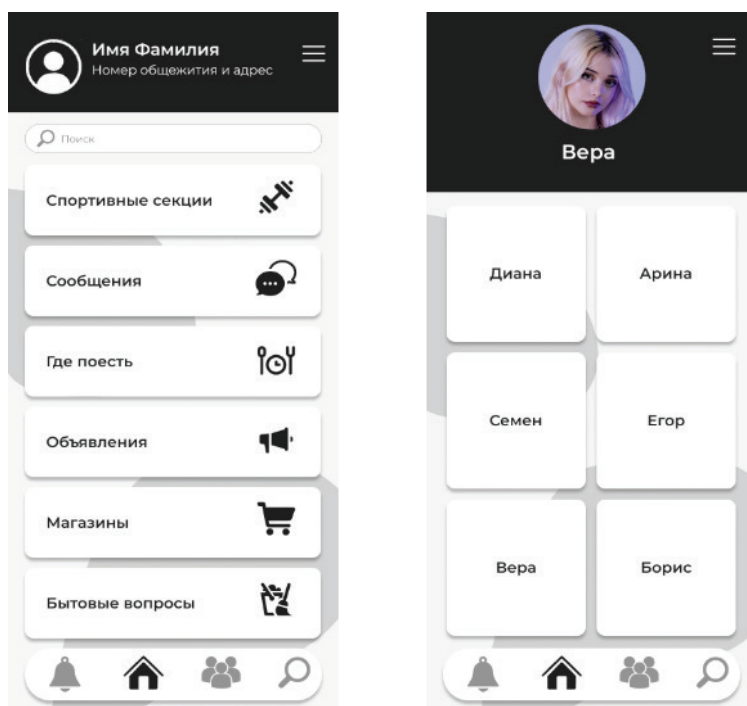 Имя Фамилия
Номер общежития и адрес
Поиск
Спортивные секции
Сообщения
Где поесть
Объявления
Магазины
Бытовые вопросы
Вера
Диана
Арина
Семен
Егор
Вера
Борис